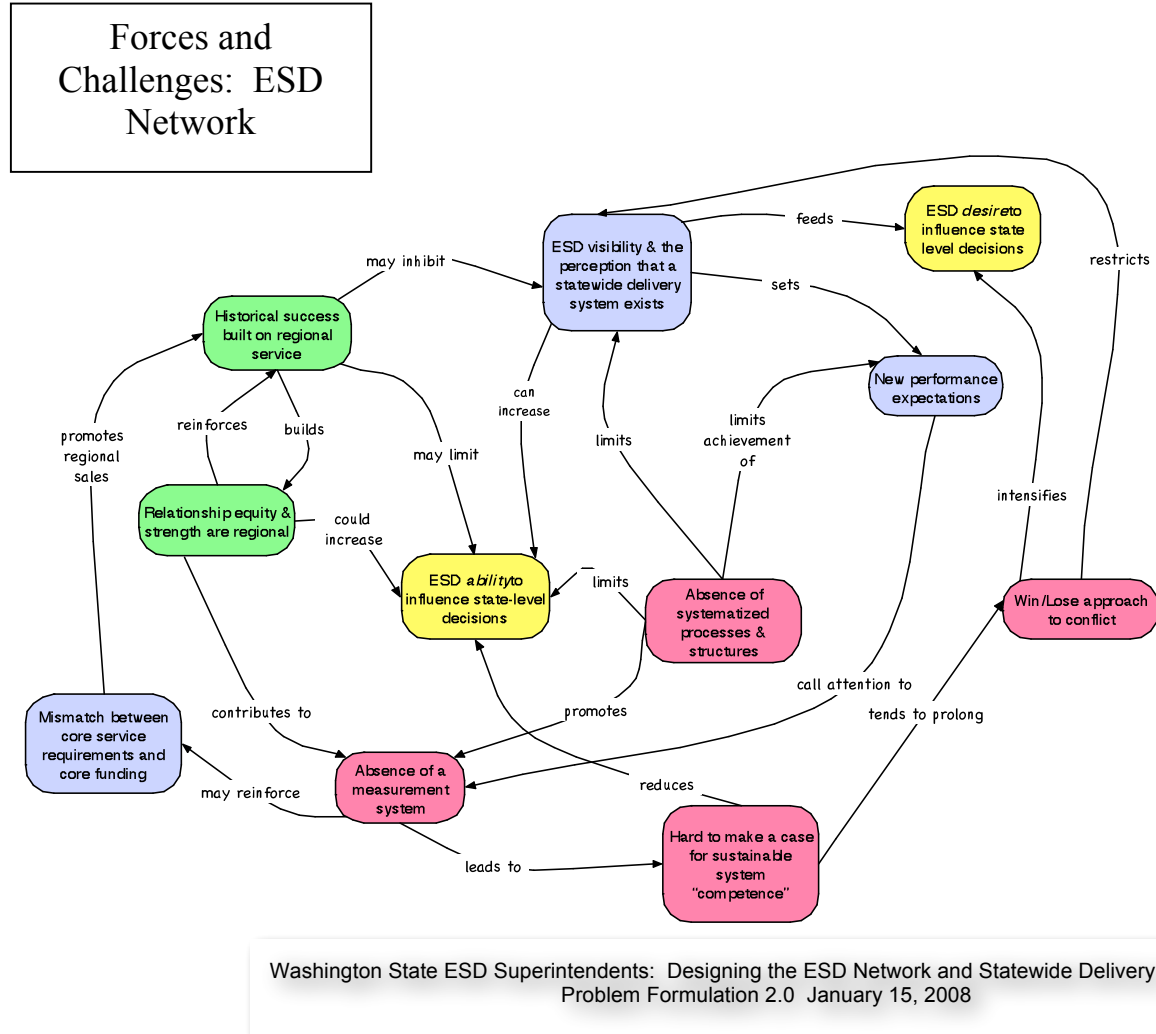 Forces and
Challenges:  ESD
Network
ESD visibility & the
perception that a
statewide delivery
system exists
feeds
ESD desire to
influence state
level decisions
restricts
may inhibit
sets
Historical success
built on regional
service
can
increase
New performance
expectations
promotes
regional
sales
reinforces
builds
may limit
limits
limits
achievement
of
intensifies
Relationship equity &
strength are regional
could
increase
ESD ability to
influence state-level
decisions
limits
Absence of
systematized
processes &
structures
Win/Lose approach
to conflict
call attention to
tends to prolong
Mismatch between
core service
requirements and
core funding
contributes to
promotes
Absence of a
measurement
system
may reinforce
reduces
leads to
Hard to make a case
for sustainable
system
"competence"
Washington State ESD Superintendents:  Designing the ESD Network and Statewide Delivery
Problem Formulation 2.0  January 15, 2008